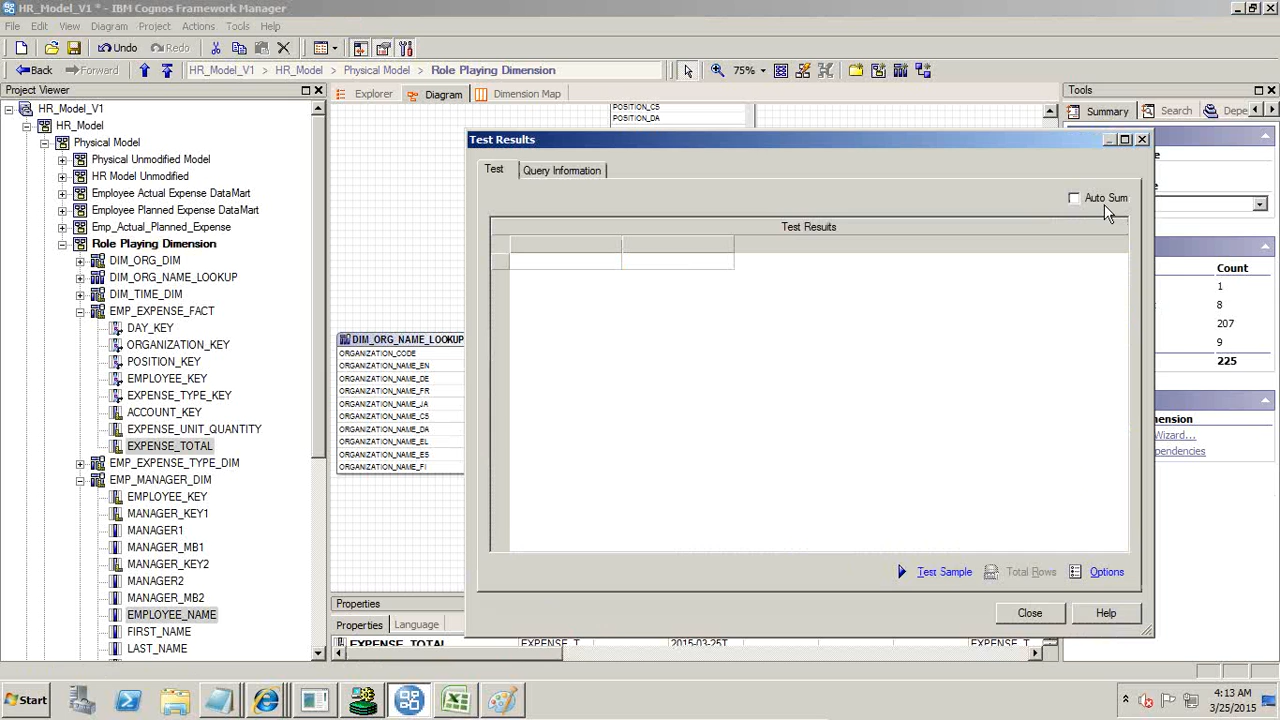 HR_Model_V1 * - IBM Cognos Framework Manager
File Edit View Diagram Project Actions Tools Help
Undo Redo
Back Forward HR_Model_V1 > HR_Model > Physical Model > Role Playing Dimension 75%
Project Viewer
HR_Model_V1
HR_Model
Physical Model
Physical Unmodified Model
HR Model Unmodified
Employee Actual Expense DataMart
Employee Planned Expense DatMart
Emp_Actual_Planned_Expense
Role Playing Dimension
DIM_ORG_DIM
DIM_ORG_NAME_LOOKUP
DIM_TIME_DIM
EMP_EXPENSE_FACT
DAY_KEY
ORGANIZATION_KEY
POSITION_KEY
EMPLOYEE_KEY
EXPENSE_TYPE_KEY
ACCOUNT_KEY
EXPENSE_UNIT_QUANTITY
EXPENSE_TOTAL
EMP_EXPENSE_TYPE_DIM
EMP_MANAGER_DIM
EMPLOYEE_KEY
MANAGER_KEY1
MANAGER1
MANAGER_MB1
MANAGER_KEY2
MANAGER2
MANAGER_MB2
EMPLOYEE_NAME
FIRST_NAME
LAST_NAME
Explorer Diagram Dimension Map
POSITION_CS
POSITION_DA
DIM_ORG_NAME_LOOKUP
ORGANIZATION_CODE
ORGANIZATION_NAME_EN
ORGANIZATION_NAME_DE
ORGANIZATION_NAME_FR
ORGANIZATION_NAME_JA
ORGANIZATION_NAME_CS
ORGANIZATION_NAME_DA
ORGANIZATION_NAME_EL
ORGANIZATION_NAME_ES
ORGANIZATION_NAME_FI
Test Results
Test Query Information
Auto Sum
Test Results
Test Sample Total Rows Options
Close Help
Properties
Properties Language
EXPENSE_TOTAL EXPENSE_T 2015-03-25T EXPENSE_T
Tools
Summary Search Depe
Count
1
8
207
9
225
Wizard...
Start
4:13 AM
3/25/2015